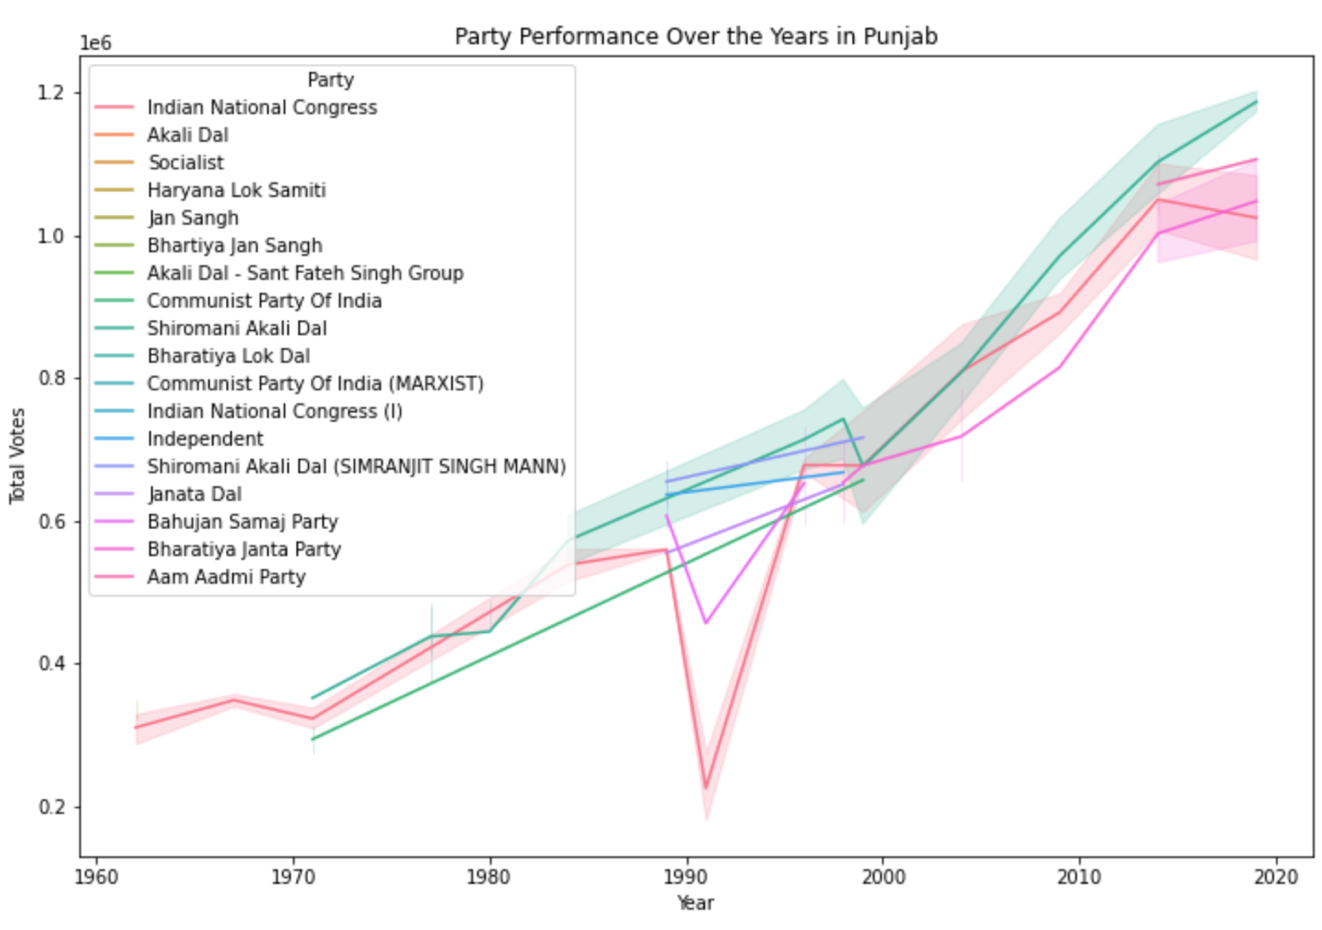 Party Performance Over the Years in Punjab
1e6
Party
Indian National Congress
Akali Dal
Socialist
Haryana Lok Samiti
Jan Sangh
Bhartiya Jan Sangh
Akali Dal - Sant Fateh Singh Group
Communist Party Of India
Shiromani Akali Dal
Bharatiya Lok Dal
Communist Party Of India (MARXIST)
Indian National Congress (I)
Independent
Shiromani Akali Dal (SIMRANJIT SINGH MANN)
Janata Dal
Bahujan Samaj Party
Bharatiya Janta Party
Aam Aadmi Party
1.2
1.0
0.8
0.6
0.4
0.2
Total Votes
1960 1970 1980 1990 2000 2010 2020
Year